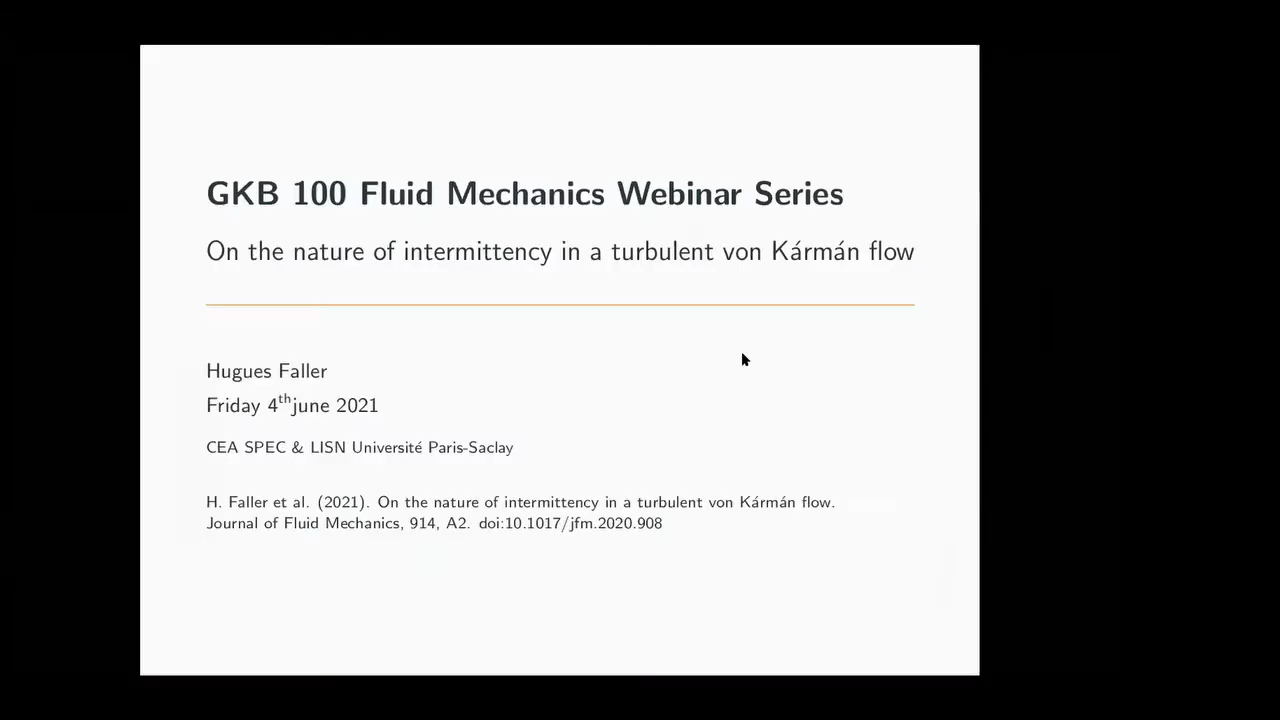 GKB 100 Fluid Mechanics Webinar Series
On the nature of intermittency in a turbulent von Kármán flow
Hugues Faller
Friday 4th june 2021
CEA SPEC & LISN Université Paris-Saclay
H. Faller et al. (2021). On the nature of intermittency in a turbulent von Kármán flow.
Journal of Fluid Mechanics, 914, A2. doi:10.1017/jfm.2020.908